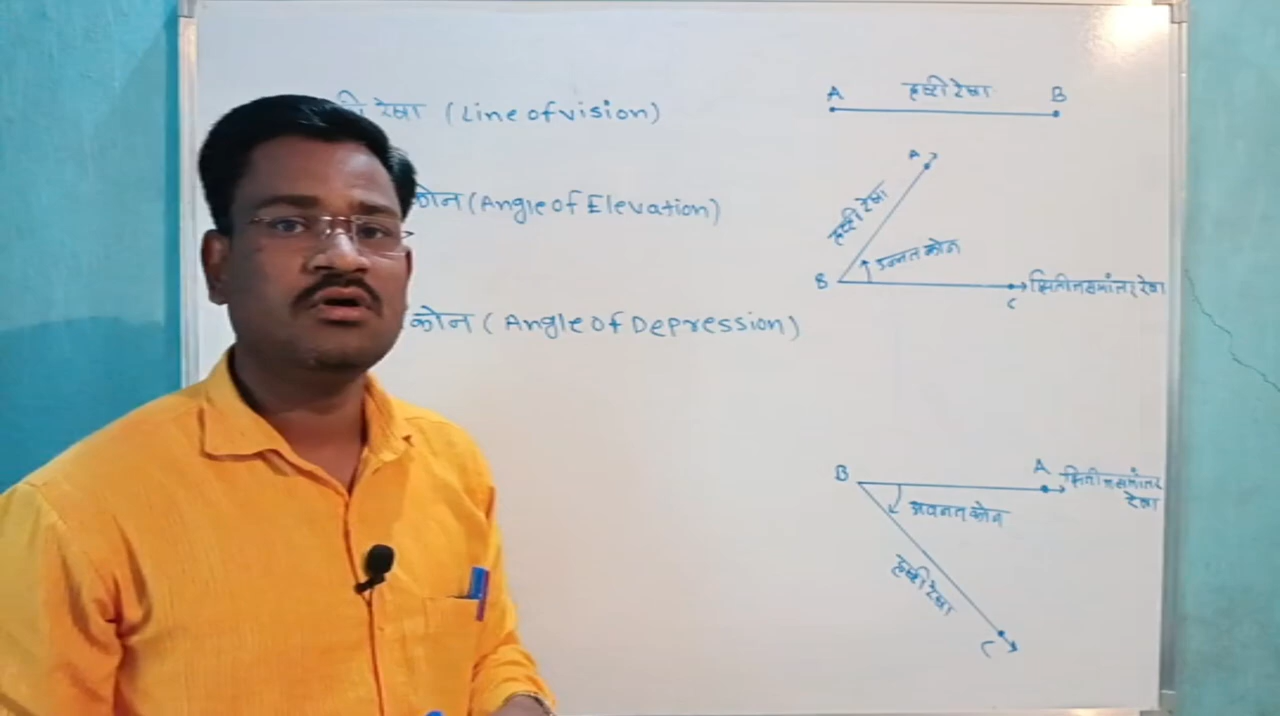 रेषा (Line of vision)
कोन (Angle of Elevation)
कोन (Angle of Depression)
A दृष्टी रेषा B
A
दृष्टी रेषा
उन्नत कोन
B
C
क्षितीज समांतर रेषा
B
A
क्षितीज समांतर
रेषा
अवनत कोन
दृष्टी रेषा
C